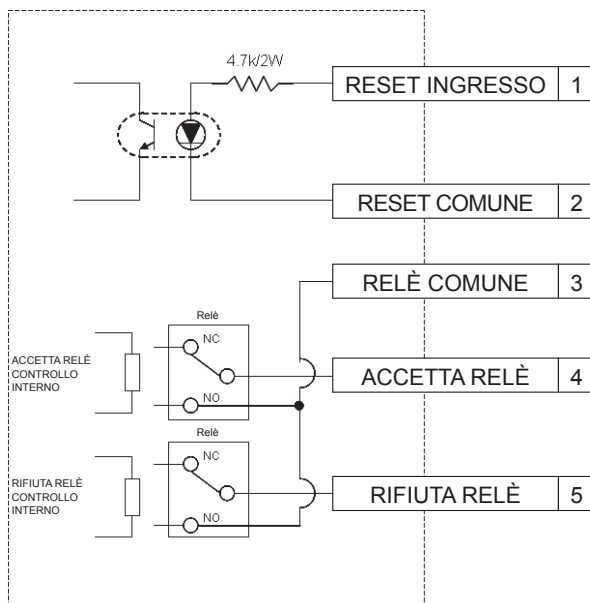 4.7k/2W
RESET INGRESSO 1
RESET COMUNE 2
RELÈ COMUNE 3
Relè
NC
ACCETTA RELÈ
CONTROLLO
INTERNO
ACCETTA RELÈ 4
NO
Relè
NC
RIFIUTA RELÈ
CONTROLLO
INTERNO
RIFIUTA RELÈ 5
NO